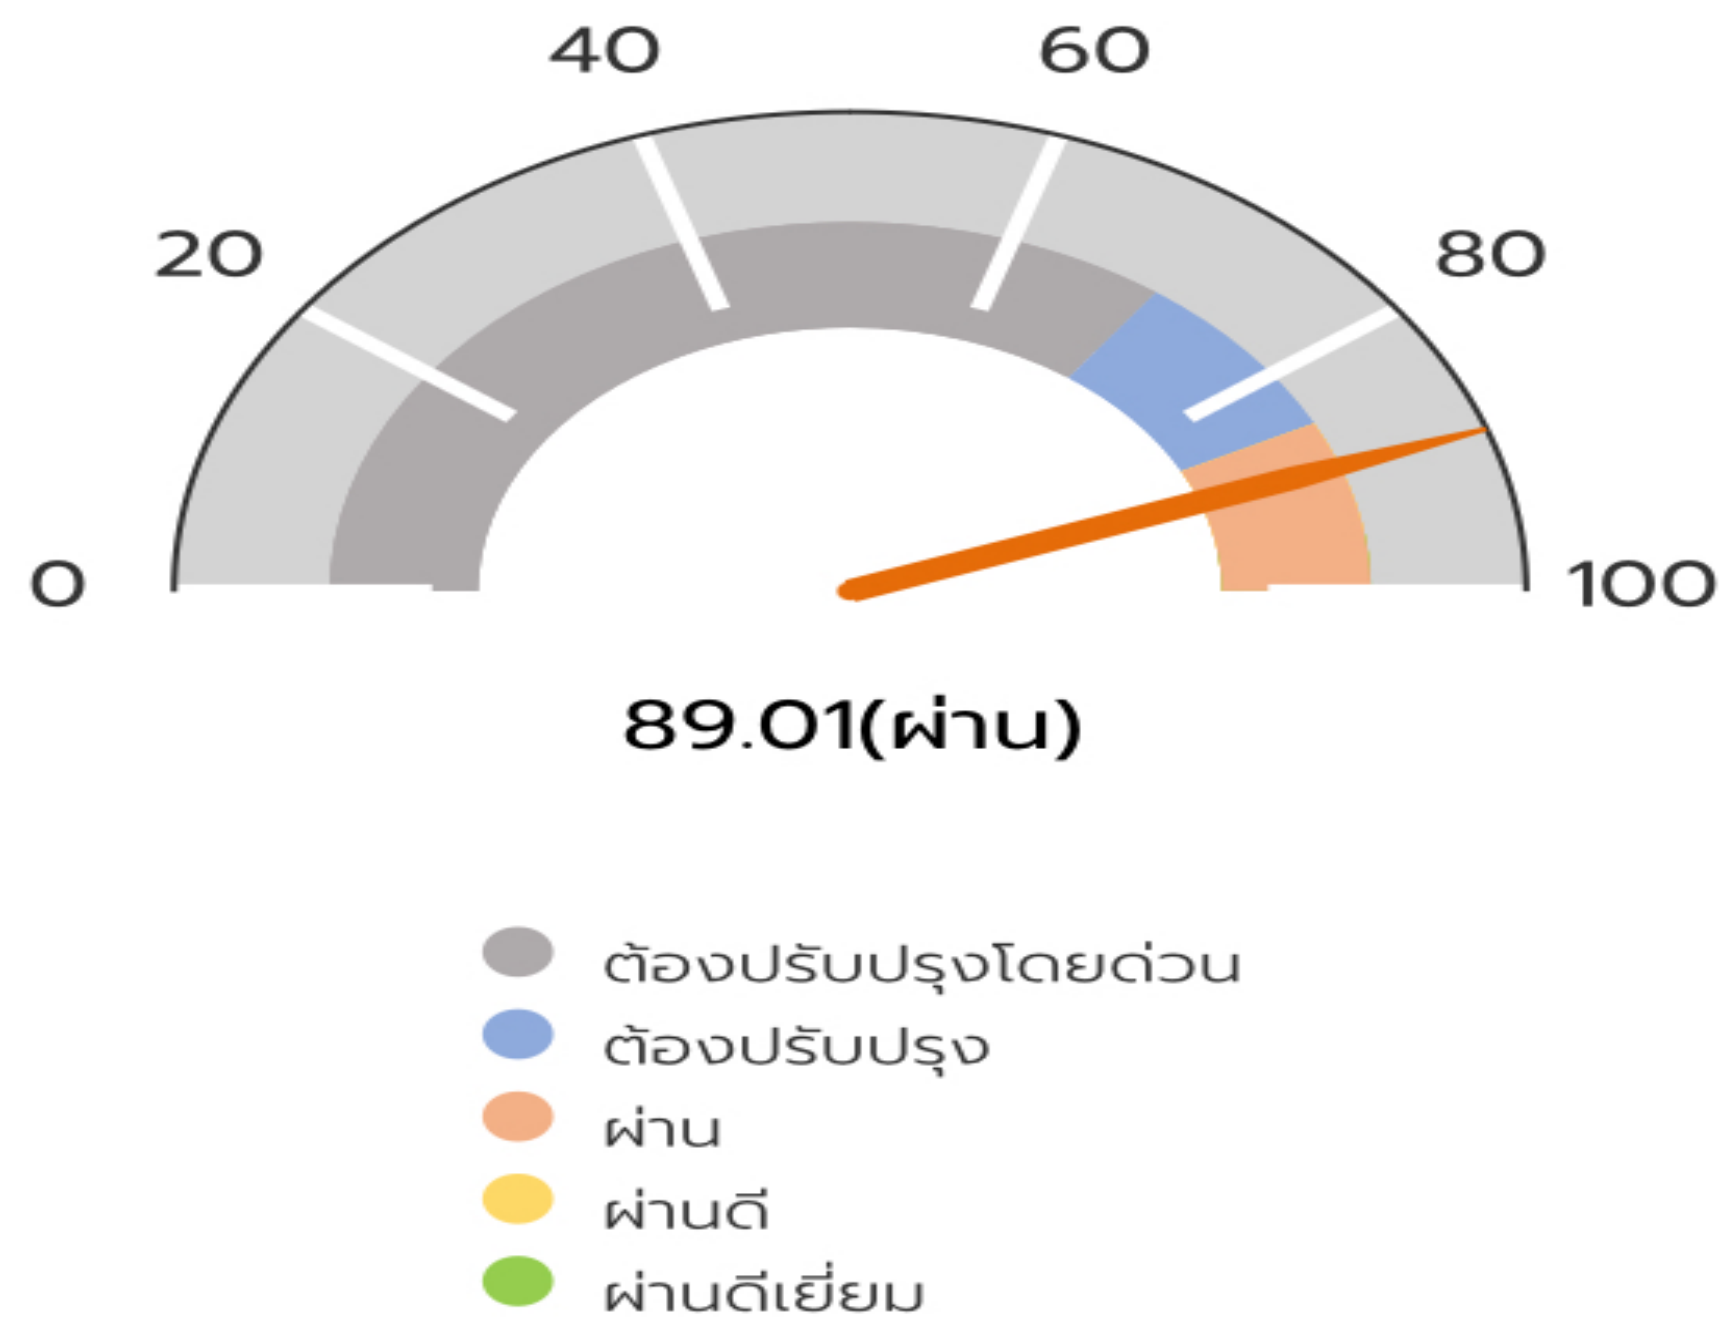 40 60
20 80
0 100
89.01(ผ่าน)
ต้องปรับปรุงโดยด่วน
ต้องปรับปรุง
ผ่าน
ผ่านดี
ผ่านดีเยี่ยม